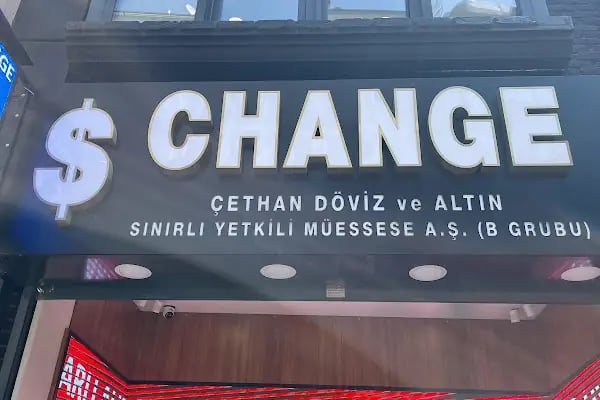 $ CHANGE
ÇETHAN DÖVİZ ve ALTIN
SINIRLI YETKİLİ MÜESSESE A.Ş. (B GRUBU)